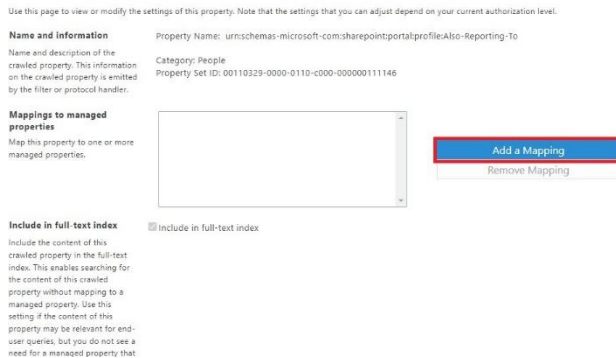 Use this page to view or modify the settings of this property. Note that the settings that you can adjust depend on your current authorization level.
Name and information
Name and description of the
crawled property. This information
on the crawled property is emitted
by the filter or protocol handler.
Property Name: urn:schemas-microsoft-com:sharepoint:portal:profile:Also-Reporting-To
Category: People
Property Set ID: 00110329-0000-0110-c000-000000111146
Mappings to managed
properties
Map this property to one or more
managed properties.
Add a Mapping
Remove Mapping
Include in full-text index
Include the content of this
crawled property in the full-text
index. This enables searching for
the content of this crawled
property without mapping to a
managed property. Use this
setting if the content of this
property may be relevant for end-
user queries, but you do not see a
need for a managed property that
Include in full-text index